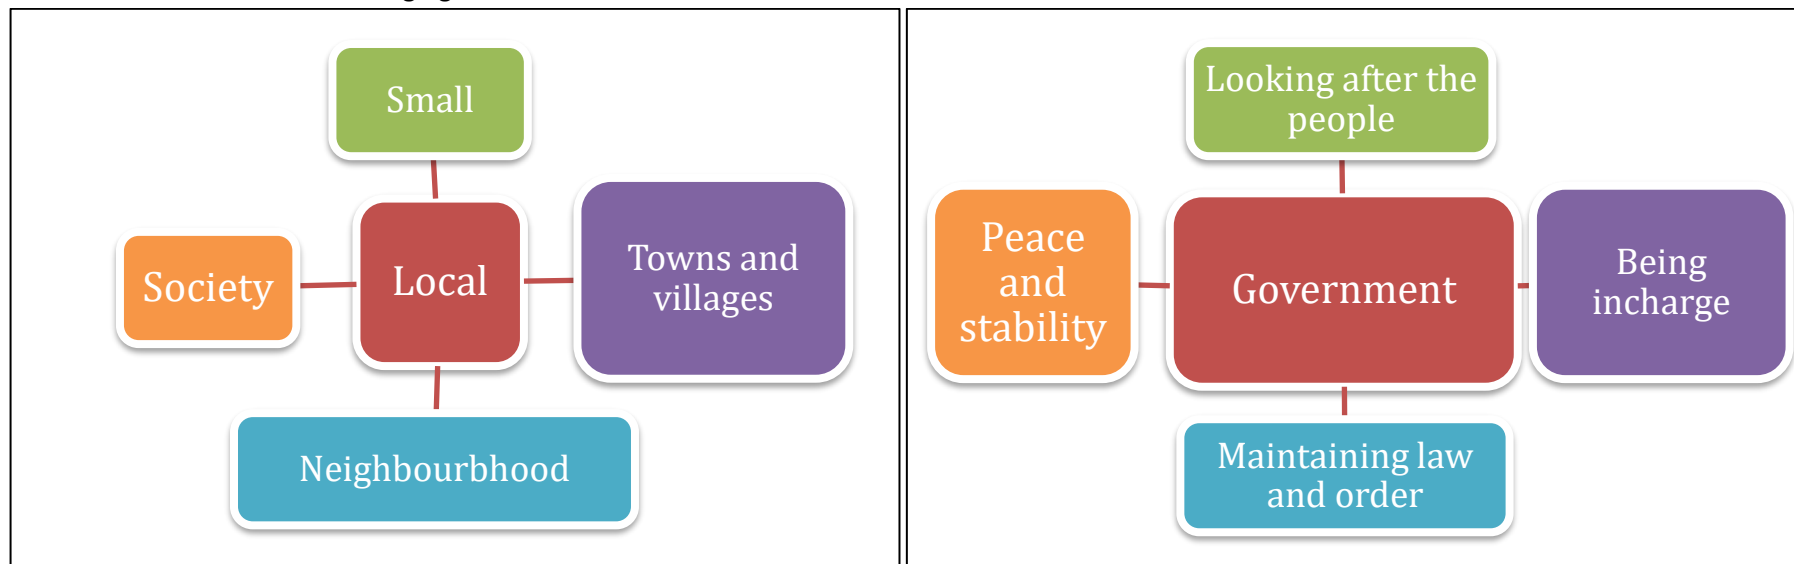 Small
Society
Local
Towns and
villages
Neighbourbhood
Looking after the
people
Peace
and
stability
Government
Being
incharge
Maintaining law
and order